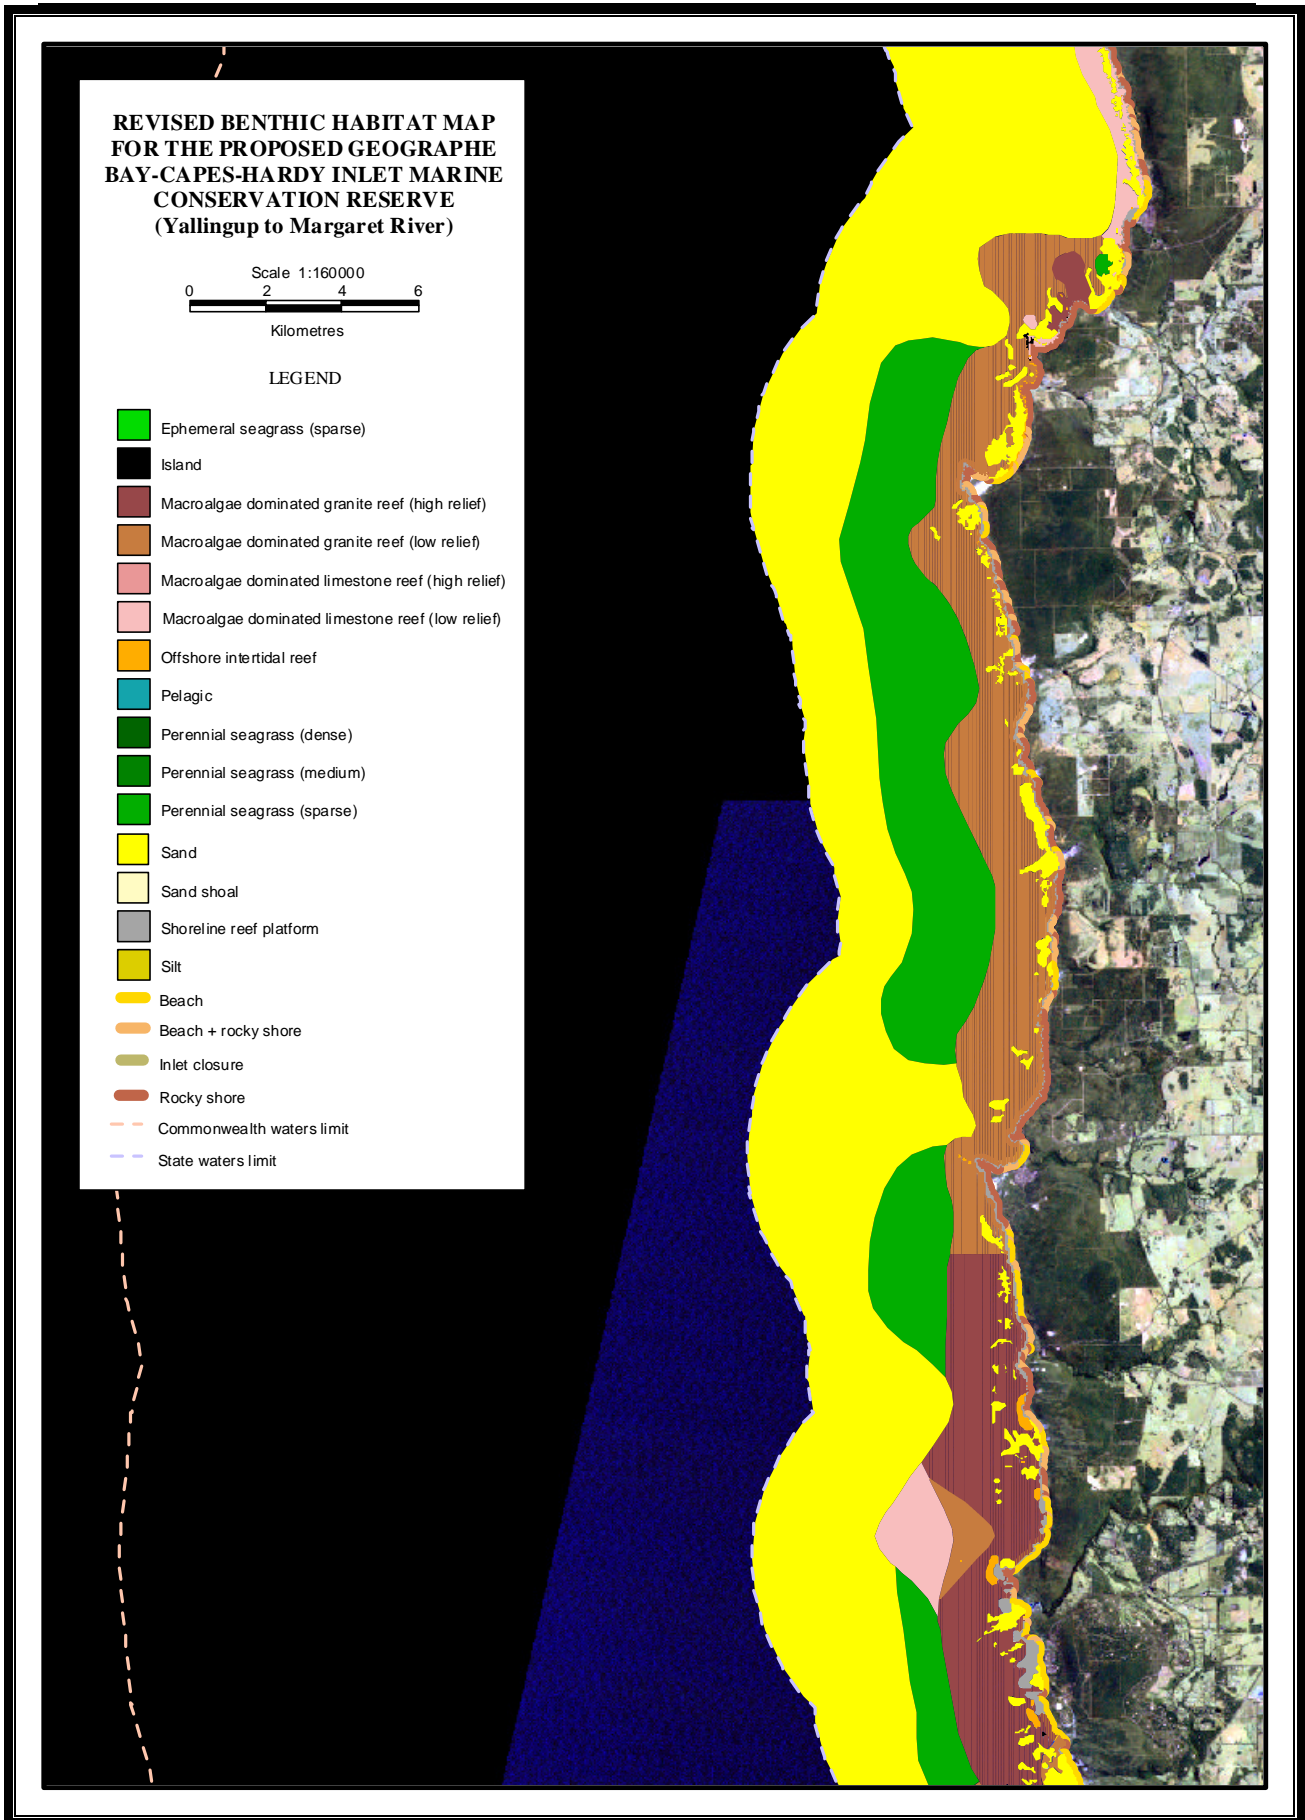 REVISED BENTHIC HABITAT MAP
FOR THE PROPOSED GEOGRAPHE
BAY-CAPES-HARDY INLET MARINE
CONSERVATION RESERVE
(Yallingup to Margaret River)
Scale 1:160000
0 2 4 6
Kilometres
LEGEND
Ephemeral seagrass (sparse)
Island
Macroalgae dominated granite reef (high relief)
Macroalgae dominated granite reef (low relief)
Macroalgae dominated limestone reef (high relief)
Macroalgae dominated limestone reef (low relief)
Offshore intertidal reef
Pelagic
Perennial seagrass (dense)
Perennial seagrass (medium)
Perennial seagrass (sparse)
Sand
Sand shoal
Shoreline reef platform
Silt
Beach
Beach + rocky shore
Inlet closure
Rocky shore
Commonwealth waters limit
State waters limit